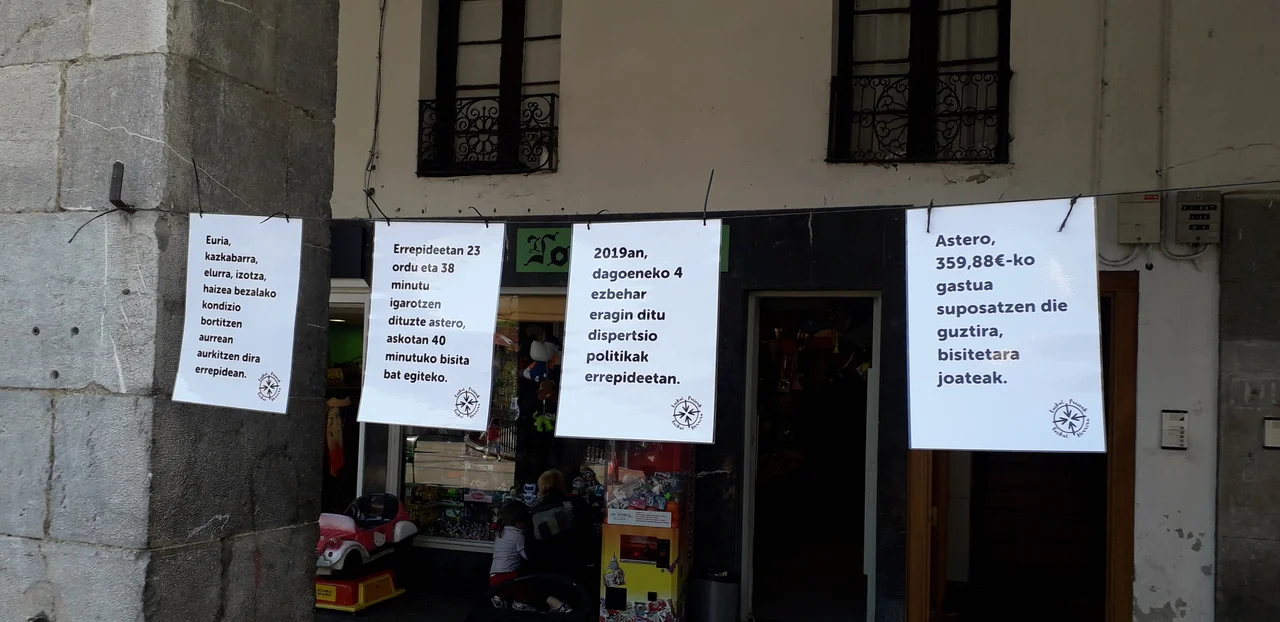 Euria,
kazkabarra,
elurra, izotza,
haizea bezalako
kondizio
bortitzen
aurrean
aurkitzen dira
errepidean.
Errepideetan 23
ordu eta 38
minutu
igarotzen
dituzte astero,
askotan 40
minutuko bisita
bat egiteko.
To
2019an,
dagoeneko 4
ezbehar
eragin ditu
dispertsio
politikak
errepideetan.
Astero,
359,88€-ko
gastua
suposatzen die
guztira,
bisitetara
joateak.